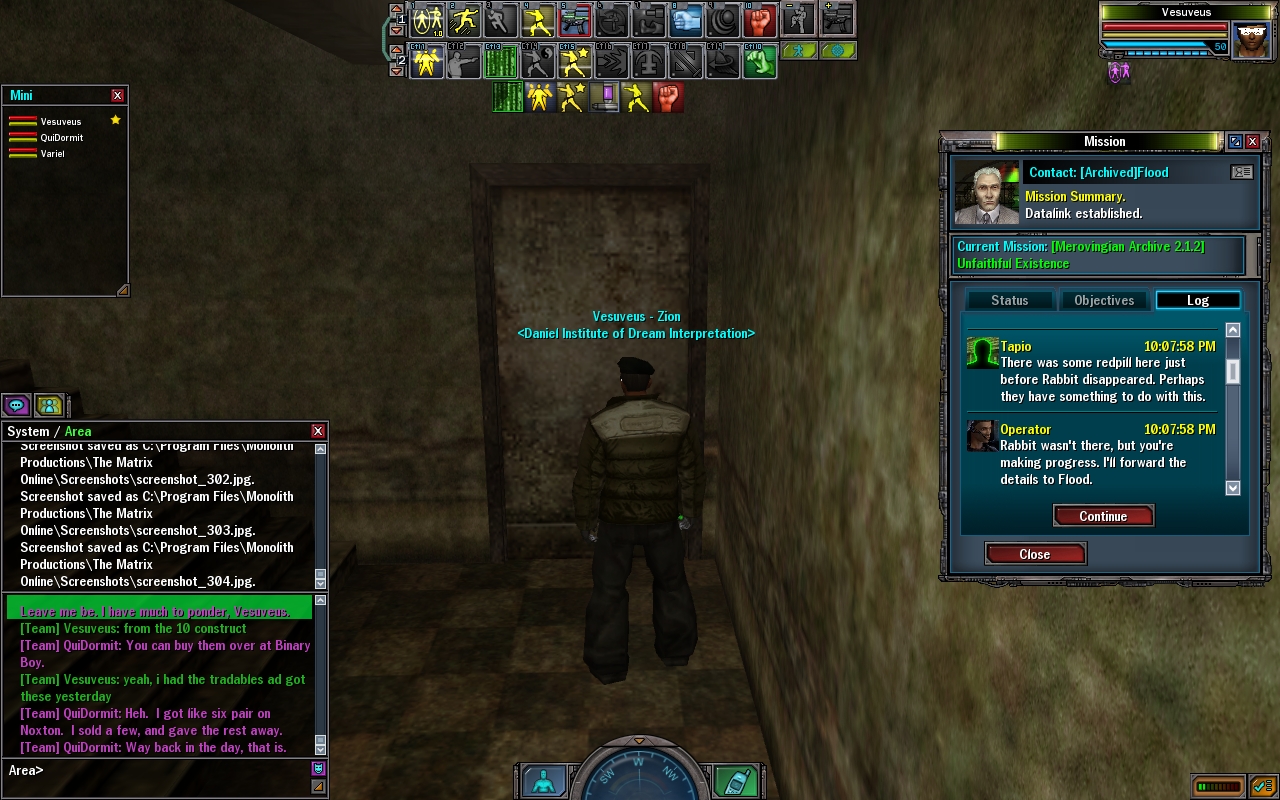 Vesuveus
50
Mini
Vesuveus
QuiDormit
Variel
Mission
Contact: [Archived]Flood
Mission Summary.
Datalink established.
Current Mission: [Merovingian Archive 2.1.2]
Unfaithful Existence
Status Objectives Log
Tapio 10:07:58 PM
There was some redpill here just
before Rabbit disappeared. Perhaps
they have something to do with this.
Operator 10:07:58 PM
Rabbit wasn't there, but you're
making progress. I'll forward the
details to Flood.
Continue
Close
Vesuveus - Zion
<Daniel Institute of Dream Interpretation>
System / Area
Screenshot saved as C:\Program Files\Monolith
Productions\The Matrix
Online\Screenshots\screenshot_302.jpg.
Screenshot saved as C:\Program Files\Monolith
Productions\The Matrix
Online\Screenshots\screenshot_303.jpg.
Screenshot saved as C:\Program Files\Monolith
Productions\The Matrix
Online\Screenshots\screenshot_304.jpg.
Leave me be. I have much to ponder, Vesuveus.
[Team] Vesuveus: from the 10 construct
[Team] QuiDormit: You can buy them over at Binary
Boy.
[Team] Vesuveus: yeah, i had the tradables ad got
these yesterday
[Team] QuiDormit: Heh. I got like six pair on
Noxton. I sold a few, and gave the rest away.
[Team] QuiDormit: Way back in the day, that is.
Area>
SW W NW